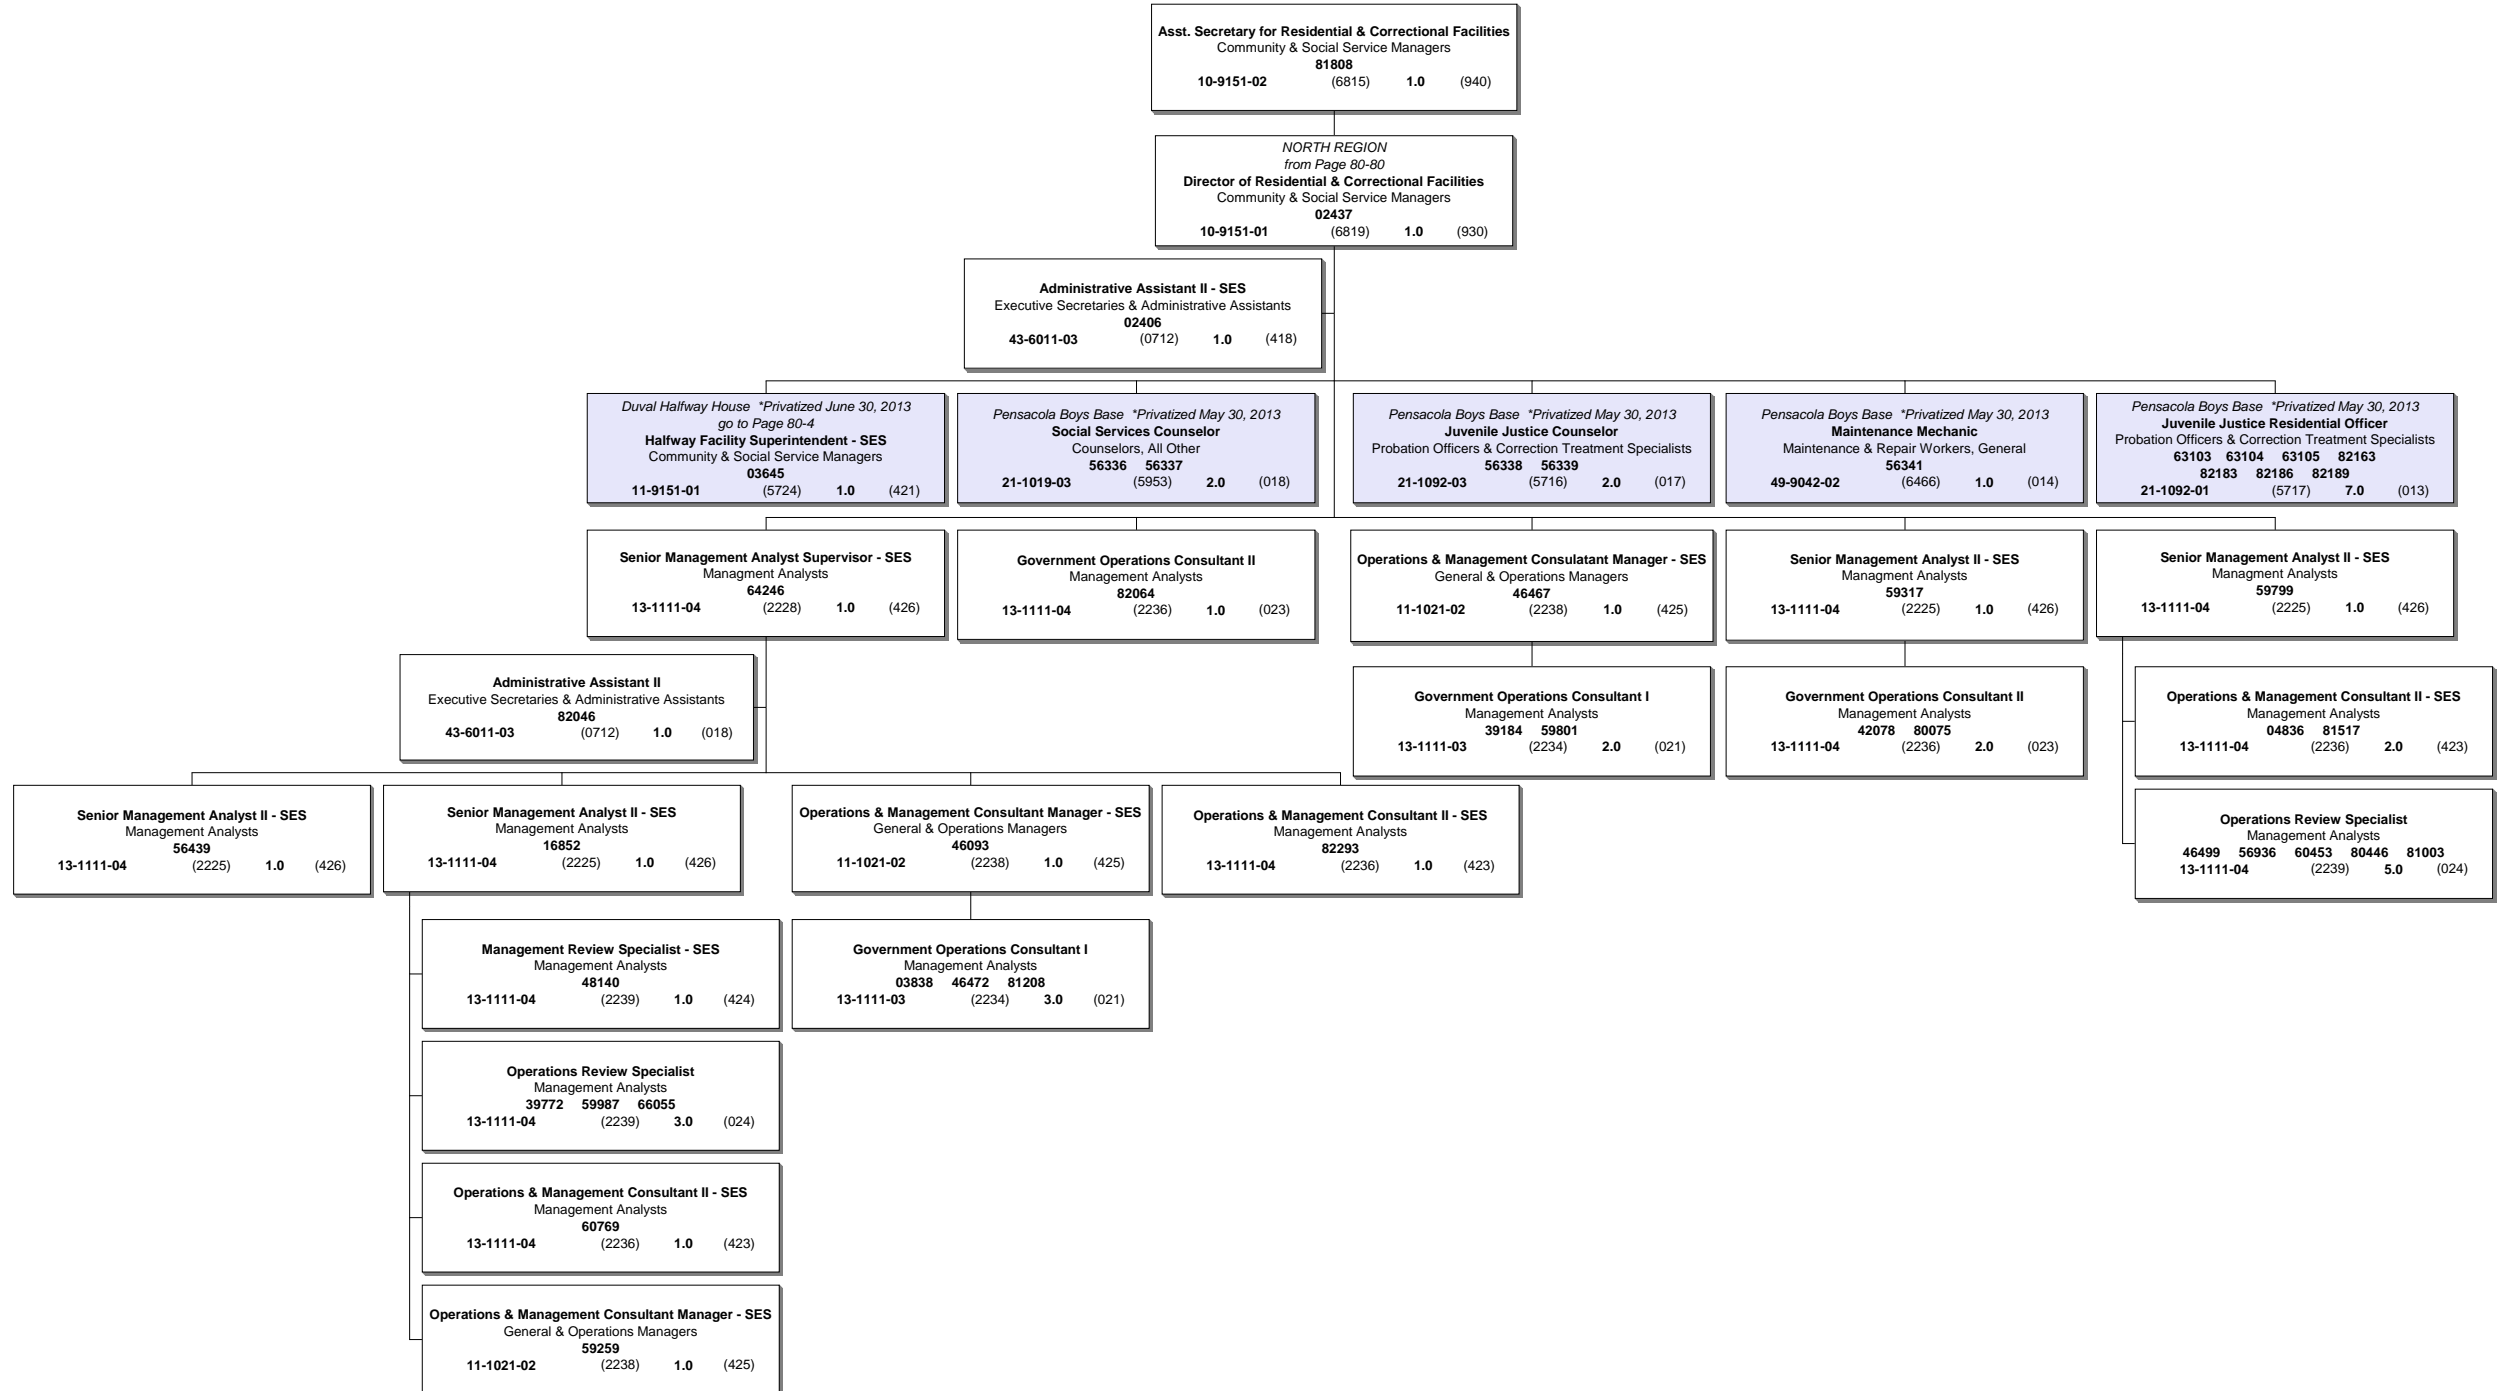 Asst. Secretary for Residential & Correctional Facilities
Community & Social Service Managers
81808
10-9151-02 (6815) 1.0 (940)
NORTH REGION
from Page 80-80
Director of Residential & Correctional Facilities
Community & Social Service Managers
02437
10-9151-01 (6819) 1.0 (930)
Administrative Assistant II - SES
Executive Secretaries & Administrative Assistants
02406
43-6011-03 (0712) 1.0 (418)
Duval Halfway House *Privatized June 30, 2013
go to Page 80-4
Halfway Facility Superintendent - SES
Community & Social Service Managers
03645
11-9151-01 (5724) 1.0 (421)
Pensacola Boys Base *Privatized May 30, 2013
Social Services Counselor
Counselors, All Other
56336 56337
21-1019-03 (5953) 2.0 (018)
Pensacola Boys Base *Privatized May 30, 2013
Juvenile Justice Counselor
Probation Officers & Correction Treatment Specialists
56338 56339
21-1092-03 (5716) 2.0 (017)
Pensacola Boys Base *Privatized May 30, 2013
Maintenance Mechanic
Maintenance & Repair Workers, General
56341
49-9042-02 (6466) 1.0 (014)
Pensacola Boys Base *Privatized May 30, 2013
Juvenile Justice Residential Officer
Probation Officers & Correction Treatment Specialists
63103 63104 63105 82163
82183 82186 82189
21-1092-01 (5717) 7.0 (013)
Senior Management Analyst Supervisor - SES
Managment Analysts
64246
13-1111-04 (2228) 1.0 (426)
Government Operations Consultant II
Management Analysts
82064
13-1111-04 (2236) 1.0 (023)
Operations & Management Consulatant Manager - SES
General & Operations Managers
46467
11-1021-02 (2238) 1.0 (425)
Senior Management Analyst II - SES
Managment Analysts
59317
13-1111-04 (2225) 1.0 (426)
Senior Management Analyst II - SES
Managment Analysts
59799
13-1111-04 (2225) 1.0 (426)
Administrative Assistant II
Executive Secretaries & Administrative Assistants
82046
43-6011-03 (0712) 1.0 (018)
Government Operations Consultant I
Management Analysts
39184 59801
13-1111-03 (2234) 2.0 (021)
Government Operations Consultant II
Management Analysts
42078 80075
13-1111-04 (2236) 2.0 (023)
Operations & Management Consultant II - SES
Management Analysts
04836 81517
13-1111-04 (2236) 2.0 (423)
Senior Management Analyst II - SES
Management Analysts
56439
13-1111-04 (2225) 1.0 (426)
Senior Management Analyst II - SES
Management Analysts
16852
13-1111-04 (2225) 1.0 (426)
Operations & Management Consultant Manager - SES
General & Operations Managers
46093
11-1021-02 (2238) 1.0 (425)
Operations & Management Consultant II - SES
Management Analysts
82293
13-1111-04 (2236) 1.0 (423)
Operations Review Specialist
Management Analysts
46499 56936 60453 80446 81003
13-1111-04 (2239) 5.0 (024)
Management Review Specialist - SES
Management Analysts
48140
13-1111-04 (2239) 1.0 (424)
Government Operations Consultant I
Management Analysts
03838 46472 81208
13-1111-03 (2234) 3.0 (021)
Operations Review Specialist
Management Analysts
39772 59987 66055
13-1111-04 (2239) 3.0 (024)
Operations & Management Consultant II - SES
Management Analysts
60769
13-1111-04 (2236) 1.0 (423)
Operations & Management Consultant Manager - SES
General & Operations Managers
59259
11-1021-02 (2238) 1.0 (425)